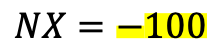 NX = −100